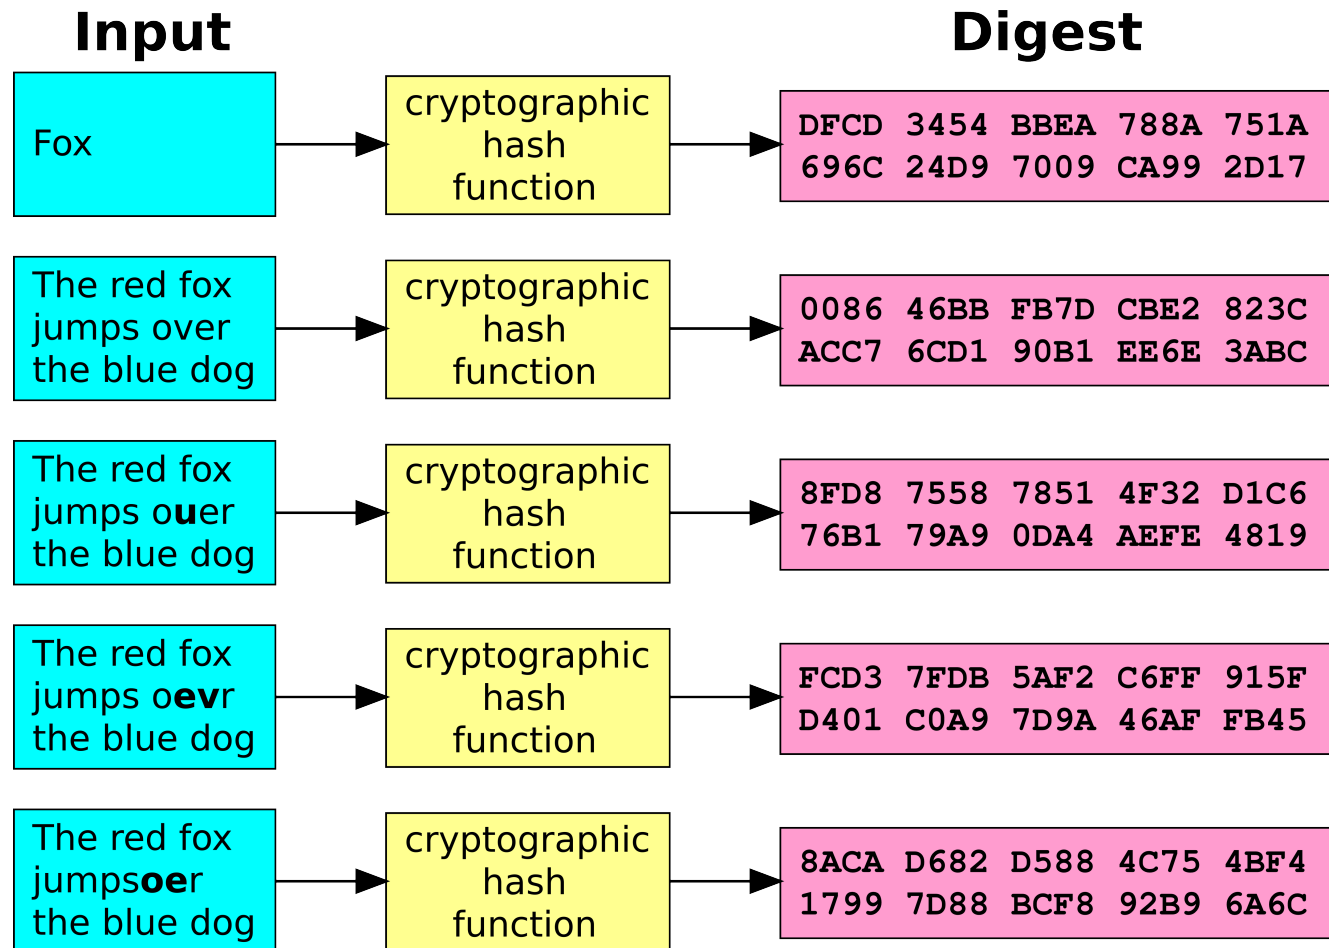 Input
Digest
Fox
cryptographic
hash
function
DFCD 3454 BBEA 788A 751A
696C 24D9 7009 CA99 2D17
The red fox
jumps over
the blue dog
cryptographic
hash
function
0086 46BB FB7D CBE2 823C
ACC7 6CD1 90B1 EE6E 3ABC
The red fox
jumps ouer
the blue dog
cryptographic
hash
function
8FD8 7558 7851 4F32 D1C6
76B1 79A9 0DA4 AEFE 4819
The red fox
jumps oevr
the blue dog
cryptographic
hash
function
FCD3 7FDB 5AF2 C6FF 915F
D401 C0A9 7D9A 46AF FB45
The red fox
jumpsoer
the blue dog
cryptographic
hash
function
8ACA D682 D588 4C75 4BF4
1799 7D88 BCF8 92B9 6A6C